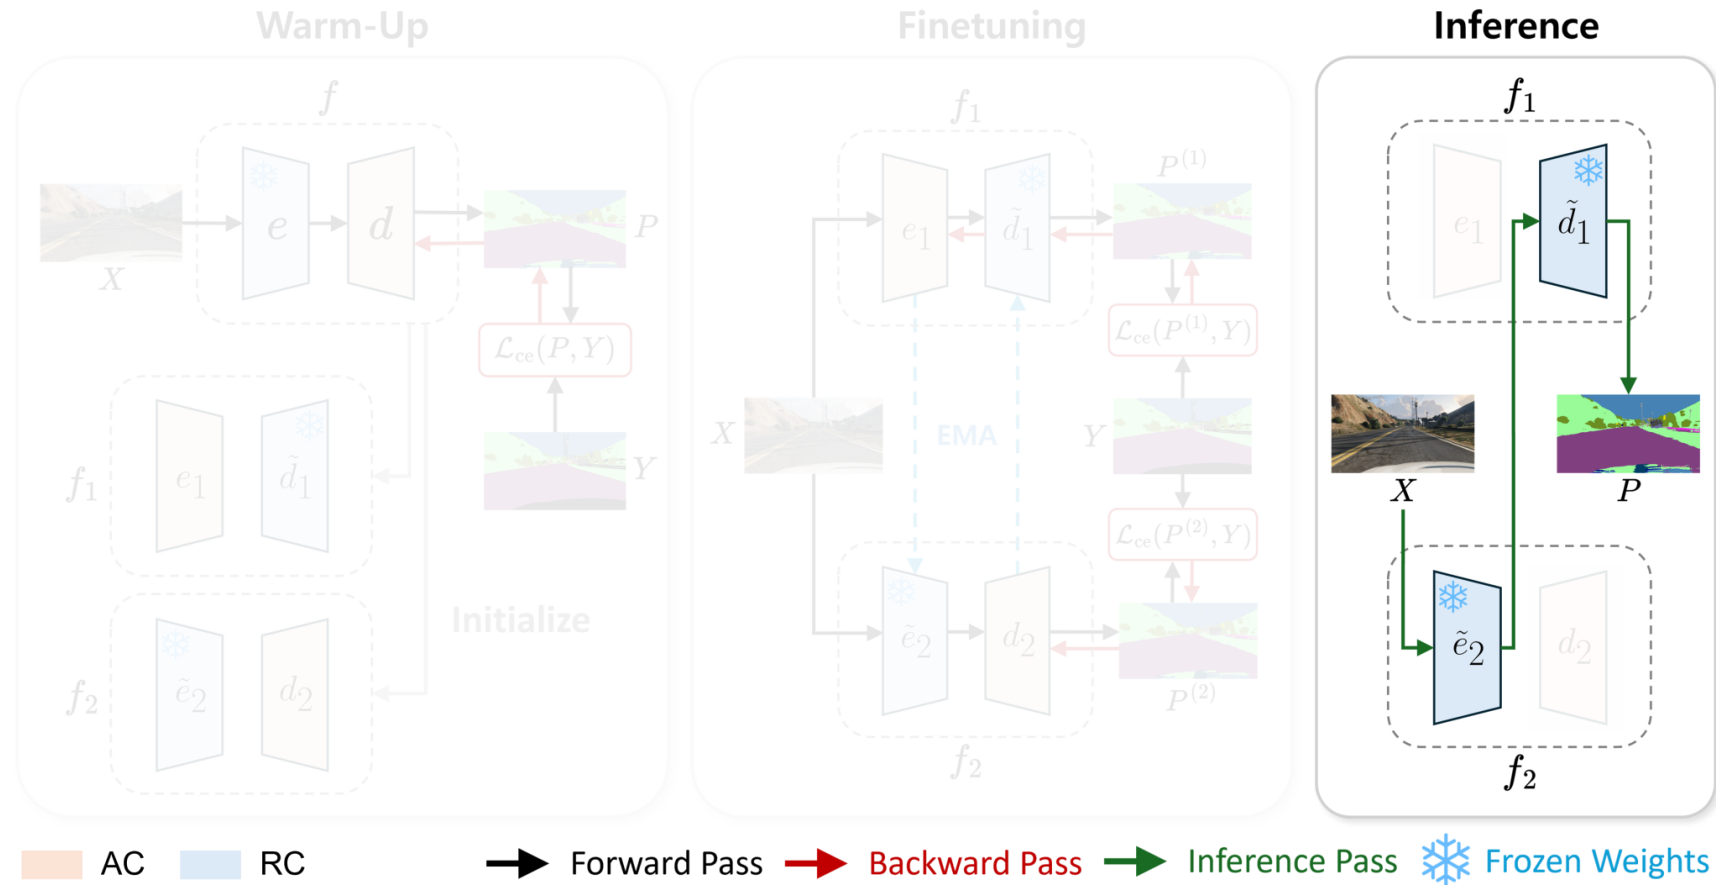 Warm-Up
f
e
d
X
P
ℒce(P, Y)
Y
f1
e1
d̃1
f2
ẽ2
d2
Initialize
Finetuning
f1
e1
d̃1
P(1)
ℒce(P(1), Y)
X
EMA
Y
ℒce(P(2), Y)
ẽ2
d2
P(2)
f2
Inference
f1
e1
d̃1
X
P
ẽ2
d2
f2
AC
RC
Forward Pass
Backward Pass
Inference Pass
Frozen Weights